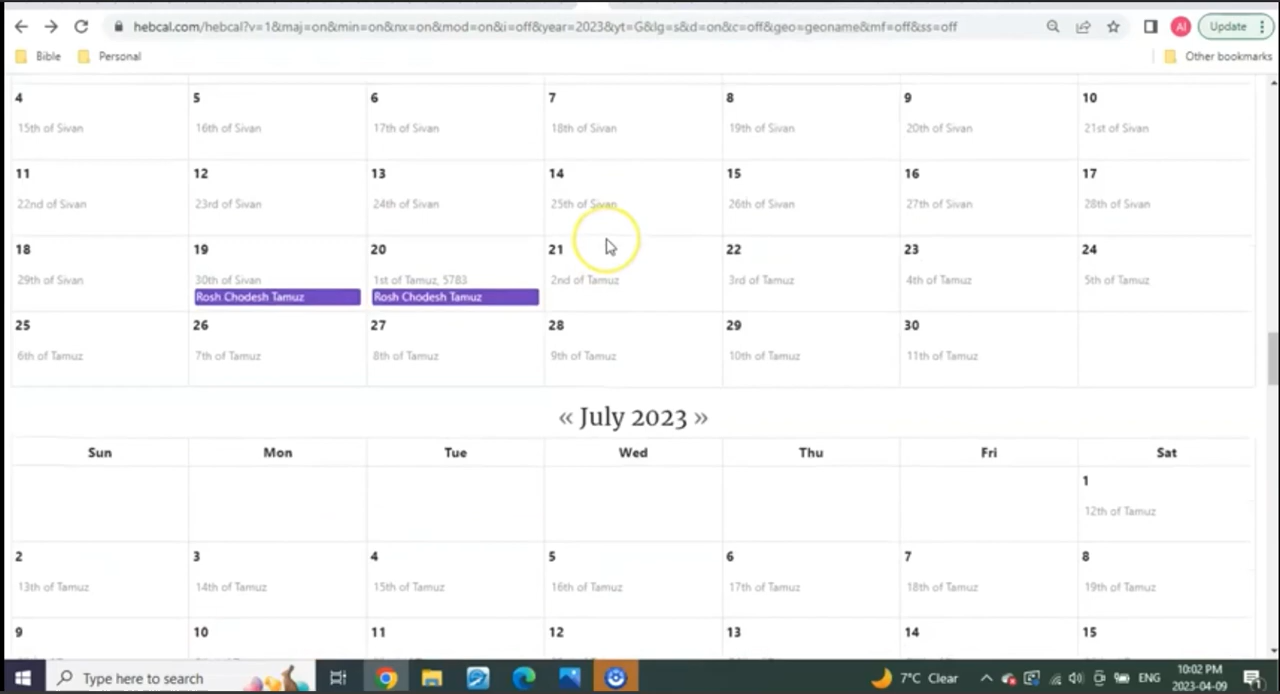 hebcal.com/hebcal?v=1&maj=on&min=on&nx=on&mod=on&i=off&year=2023&yt=G&lg=s&d=on&c=off&geo=geoname&mf=off&ss=off
AI
Update
Bible Personal Other bookmarks
4 5 6 7 8 9 10
15th of Sivan 16th of Sivan 17th of Sivan 18th of Sivan 19th of Sivan 20th of Sivan 21st of Sivan
11 12 13 14 15 16 17
22nd of Sivan 23rd of Sivan 24th of Sivan 25th of Sivan 26th of Sivan 27th of Sivan 28th of Sivan
18 19 20 21 22 23 24
29th of Sivan 30th of Sivan 1st of Tamuz, 5783 2nd of Tamuz 3rd of Tamuz 4th of Tamuz 5th of Tamuz
Rosh Chodesh Tamuz Rosh Chodesh Tamuz
25 26 27 28 29 30
6th of Tamuz 7th of Tamuz 8th of Tamuz 9th of Tamuz 10th of Tamuz 11th of Tamuz
« July 2023 »
Sun Mon Tue Wed Thu Fri Sat
1
12th of Tamuz
2 3 4 5 6 7 8
13th of Tamuz 14th of Tamuz 15th of Tamuz 16th of Tamuz 17th of Tamuz 18th of Tamuz 19th of Tamuz
9 10 11 12 13 14 15
Type here to search 7°C Clear ENG 10:02 PM
2023-04-09